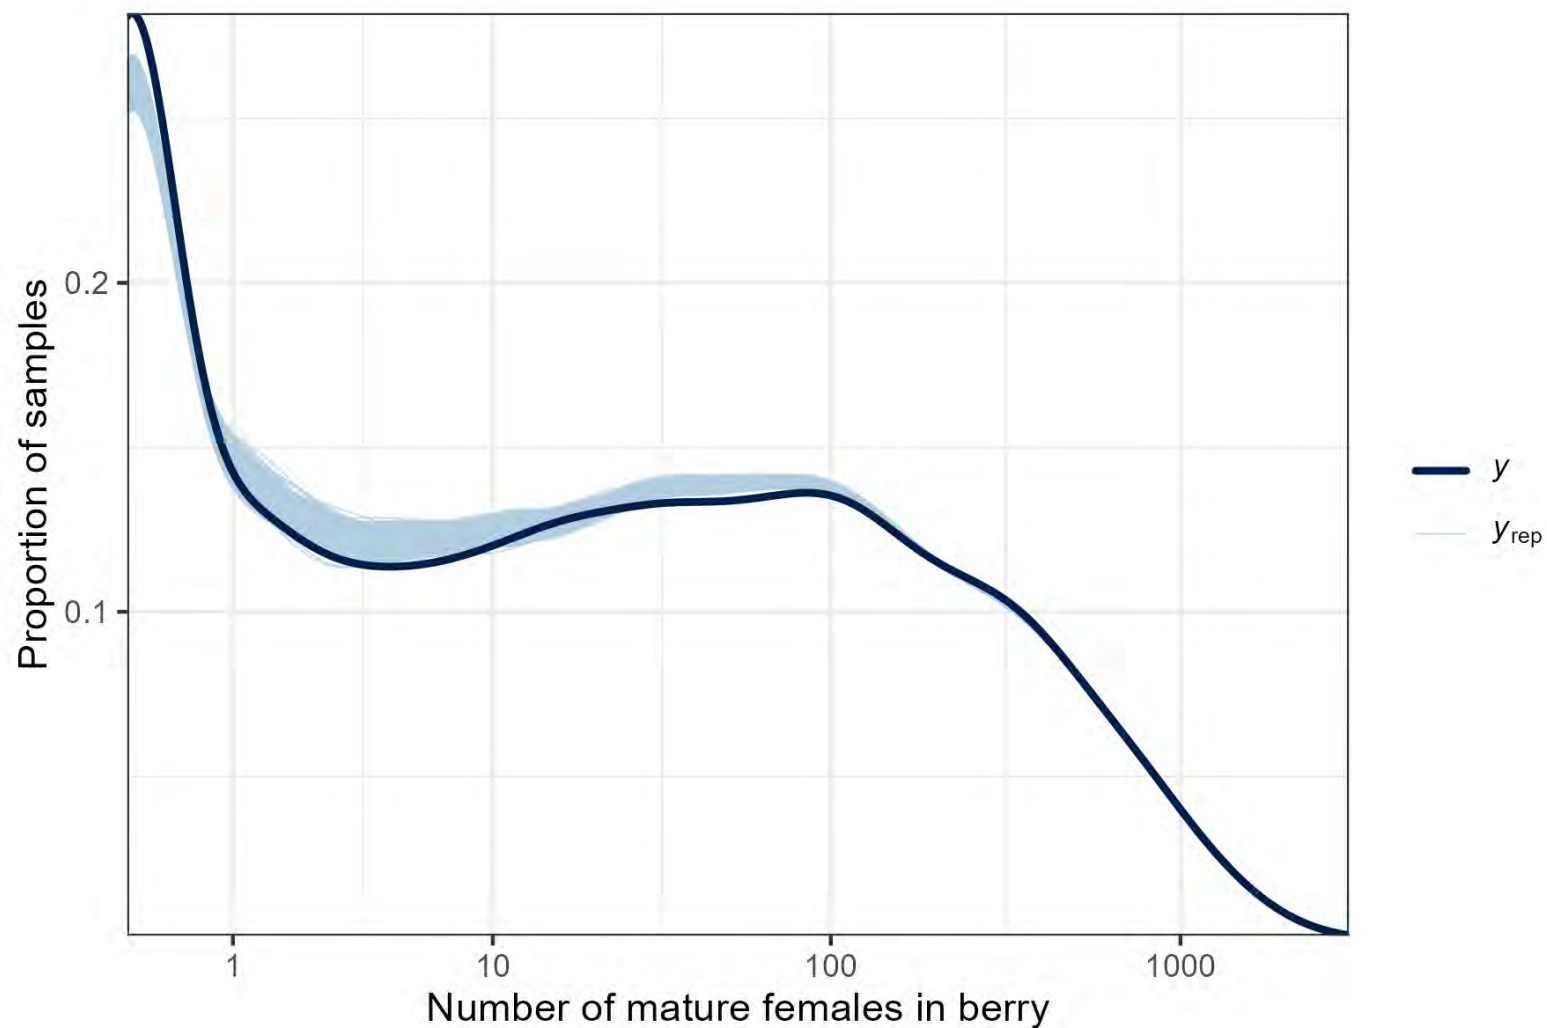 Proportion of samples
0.2
0.1
1 10 100 1000
Number of mature females in berry
y
yrep